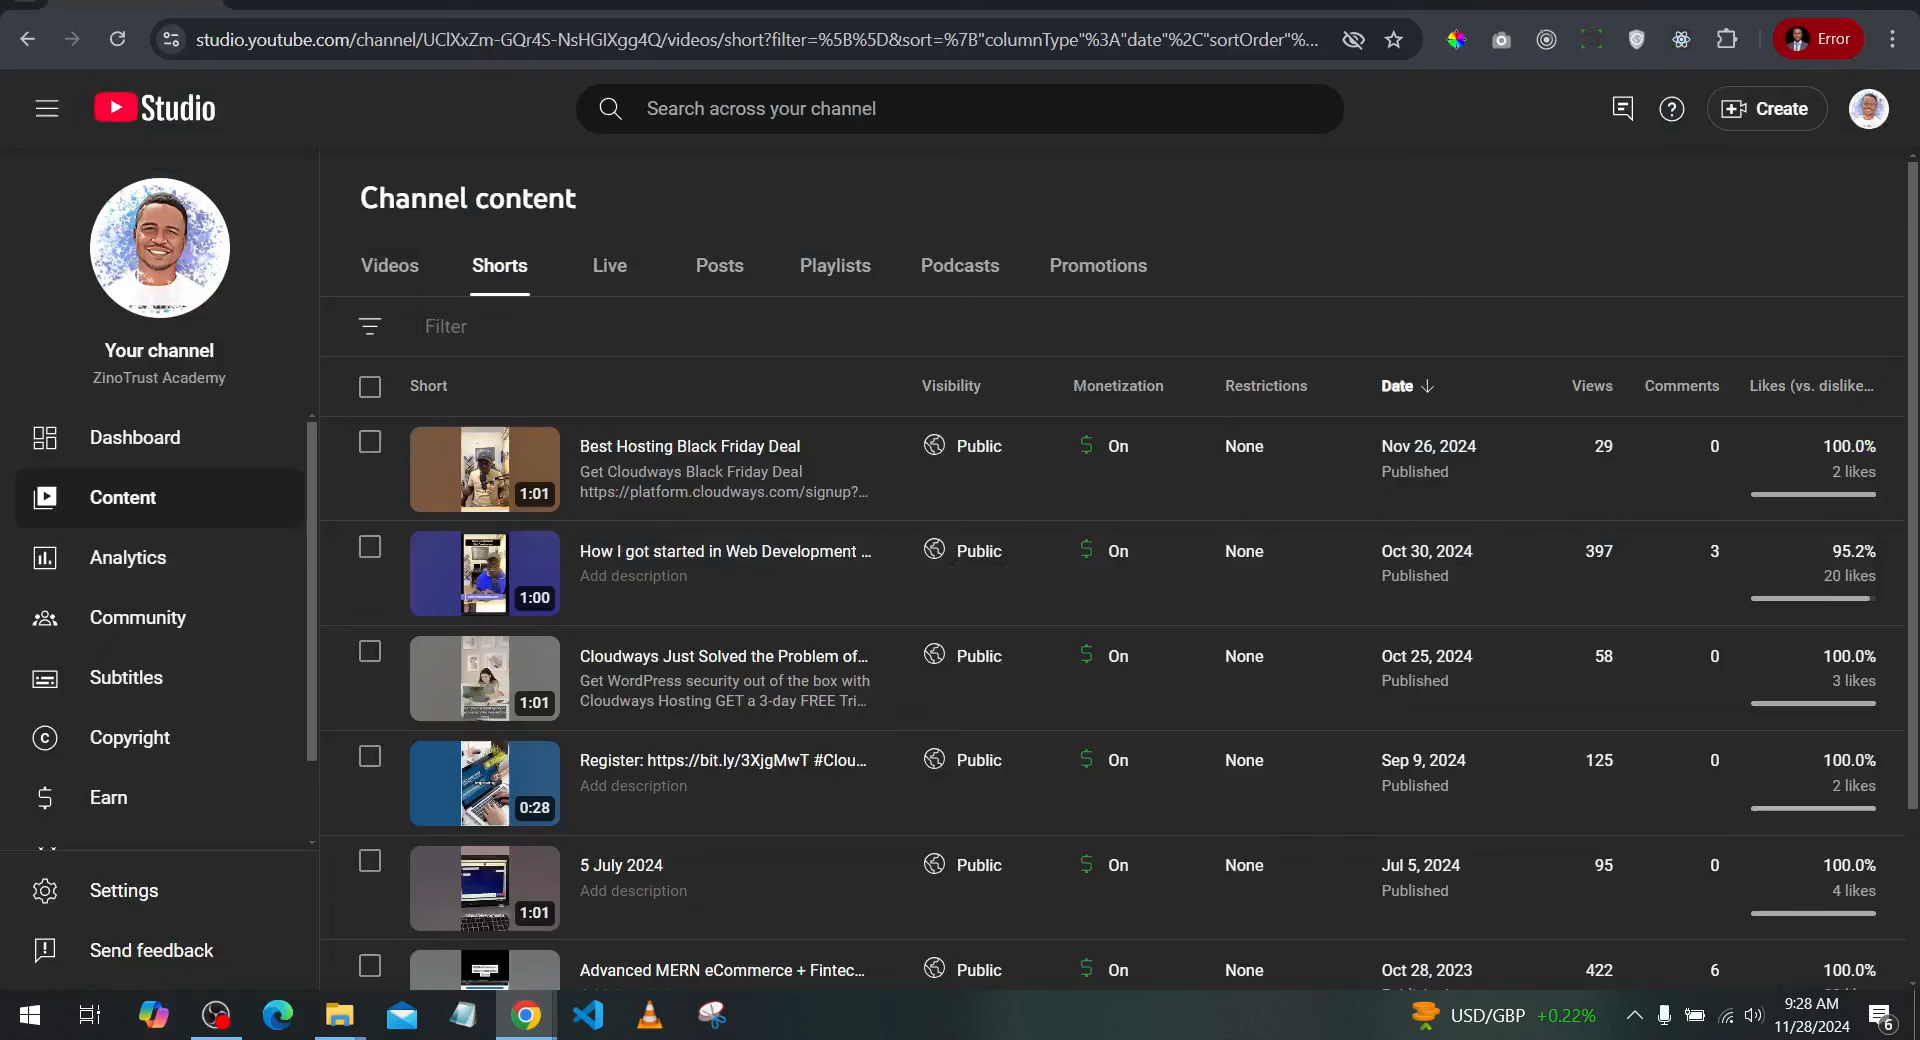 studio.youtube.com/channel/UClXxZm-GQr4S-NsHGlXgg4Q/videos/short?filter=%5B%5D&sort=%7B"columnType"%3A"date"%2C"sortOrder"%...
Error
Studio
Search across your channel
Create
Your channel
ZinoTrust Academy
Dashboard
Content
Analytics
Community
Subtitles
Copyright
Earn
Settings
Send feedback
Channel content
Videos
Shorts
Live
Posts
Playlists
Podcasts
Promotions
Filter
Short
Visibility
Monetization
Restrictions
Date
Views
Comments
Likes (vs. dislike...
1:01
Best Hosting Black Friday Deal
Get Cloudways Black Friday Deal
https://platform.cloudways.com/signup?...
Public
On
None
Nov 26, 2024
Published
29
0
100.0%
2 likes
1:00
How I got started in Web Development ...
Add description
Public
On
None
Oct 30, 2024
Published
397
3
95.2%
20 likes
1:01
Cloudways Just Solved the Problem of...
Get WordPress security out of the box with
Cloudways Hosting GET a 3-day FREE Tri...
Public
On
None
Oct 25, 2024
Published
58
0
100.0%
3 likes
0:28
Register: https://bit.ly/3XjgMwT #Clou...
Add description
Public
On
None
Sep 9, 2024
Published
125
0
100.0%
2 likes
1:01
5 July 2024
Add description
Public
On
None
Jul 5, 2024
Published
95
0
100.0%
4 likes
Advanced MERN eCommerce + Fintec...
Public
On
None
Oct 28, 2023
422
6
100.0%
USD/GBP +0.22%
9:28 AM
11/28/2024
6